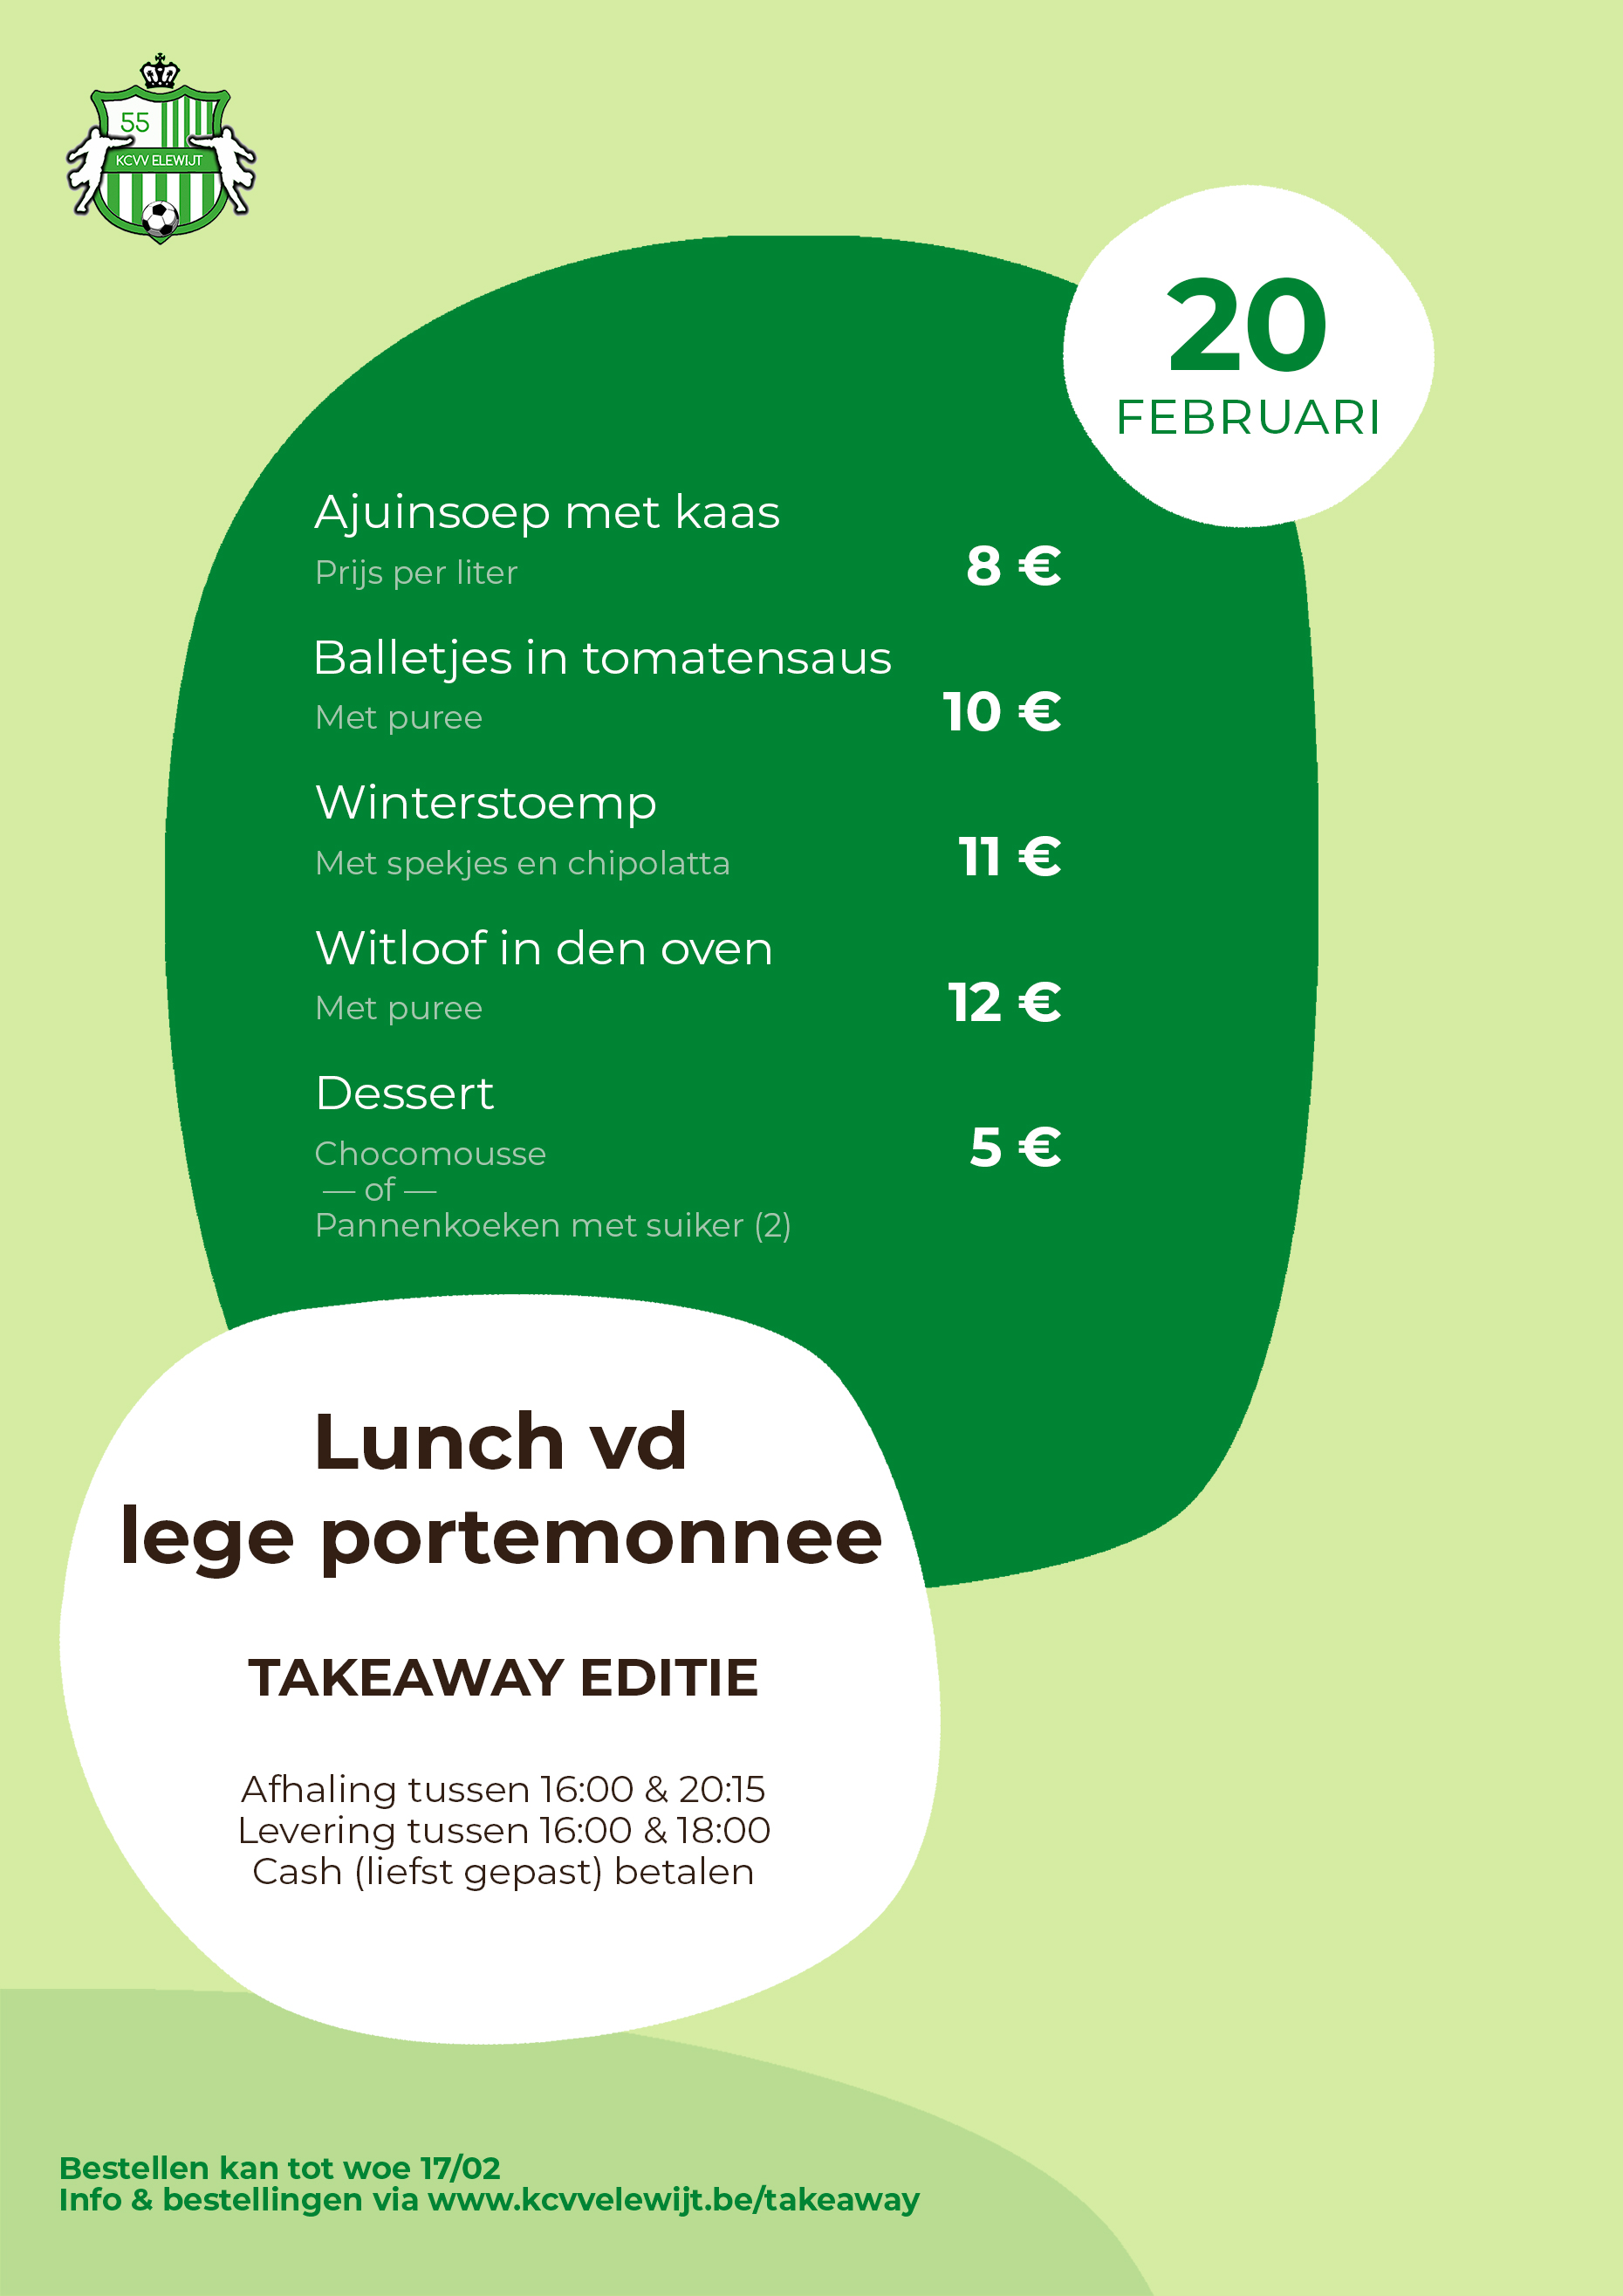 55
KCVV ELEWIJT
20
FEBRUARI
Ajuinsoep met kaas
Prijs per liter
8 €
Balletjes in tomatensaus
Met puree
10 €
Winterstoemp
Met spekjes en chipolatta
11 €
Witloof in den oven
Met puree
12 €
Dessert
Chocomousse
5 €
— of —
Pannenkoeken met suiker (2)
Lunch vd
lege portemonnee
TAKEAWAY EDITIE
Afhaling tussen 16:00 & 20:15
Levering tussen 16:00 & 18:00
Cash (liefst gepast) betalen
Bestellen kan tot woe 17/02
Info & bestellingen via www.kcvvelewijt.be/takeaway